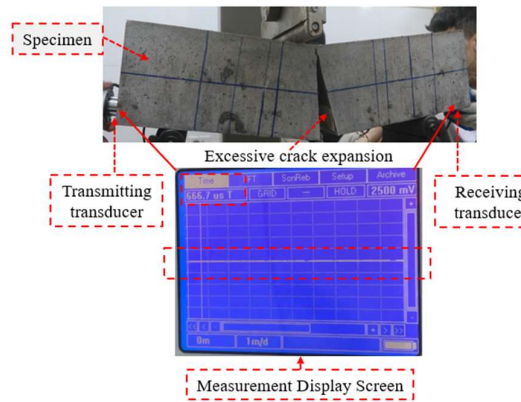 Specimen
Excessive crack expansion
Transmitting
transducer
Receiving
transducer
Time FFT SonReb Setup Archive
666.7 us T GRID HOLD 2500 mV
0m 1m/d
Measurement Display Screen